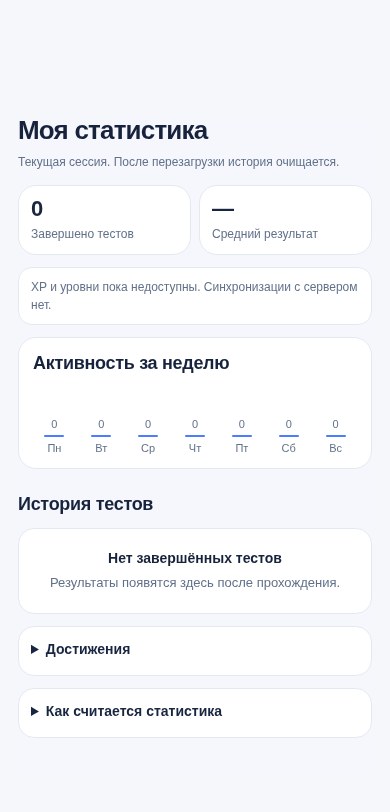 Моя статистика
Текущая сессия. После перезагрузки история очищается.
0
Завершено тестов
—
Средний результат
XP и уровни пока недоступны. Синхронизации с сервером
нет.
Активность за неделю
0 0 0 0 0 0 0
Пн Вт Ср Чт Пт Сб Вс
История тестов
Нет завершённых тестов
Результаты появятся здесь после прохождения.
Достижения
Как считается статистика